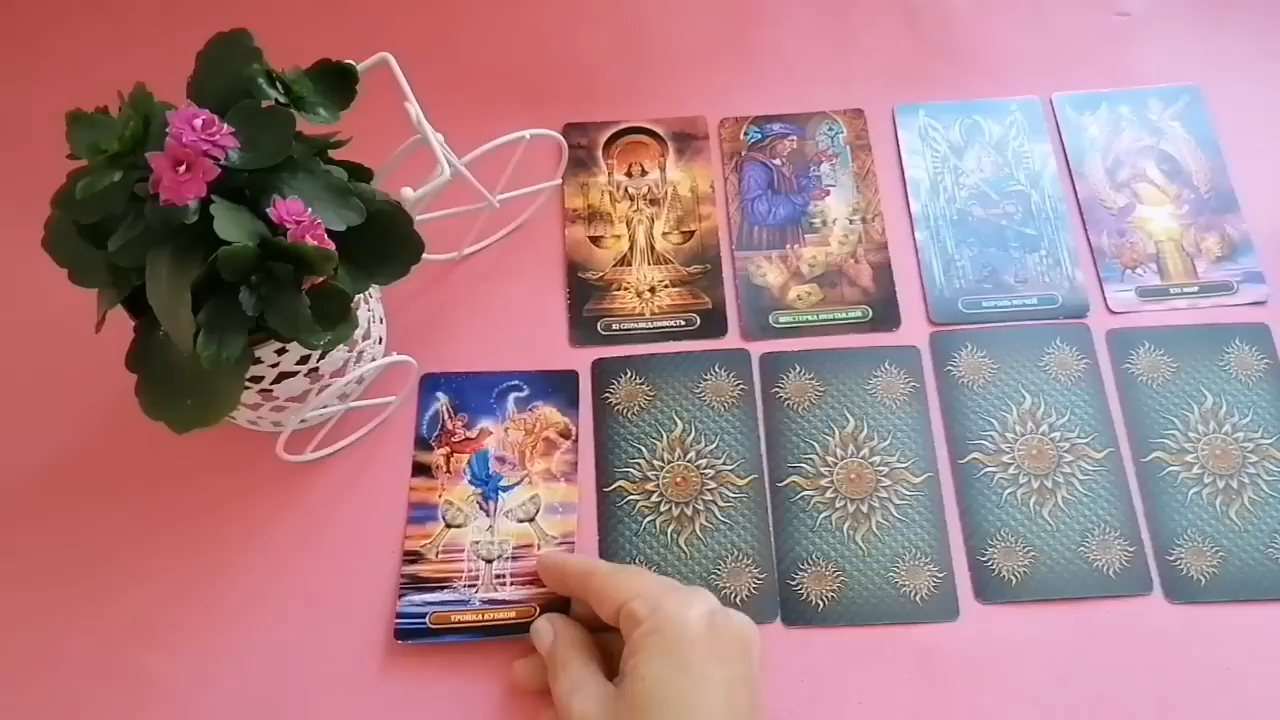 XI СПРАВЕДЛИВОСТЬ
ШЕСТЕРКА ПЕНТАКЛЕЙ
КОРОЛЬ МЕЧЕЙ
XXI МИР
ТРОЙКА КУБКОВ